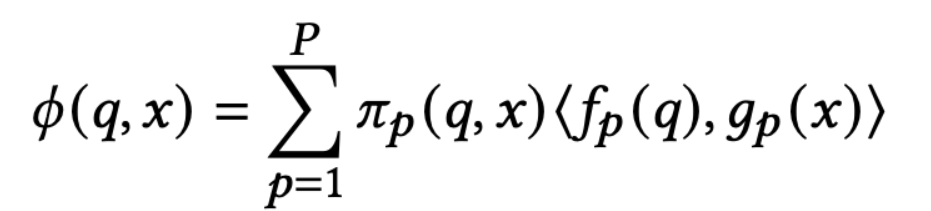 ϕ(q, x) = ∑_{p=1}^{P} π_p(q, x)⟨f_p(q), g_p(x)⟩